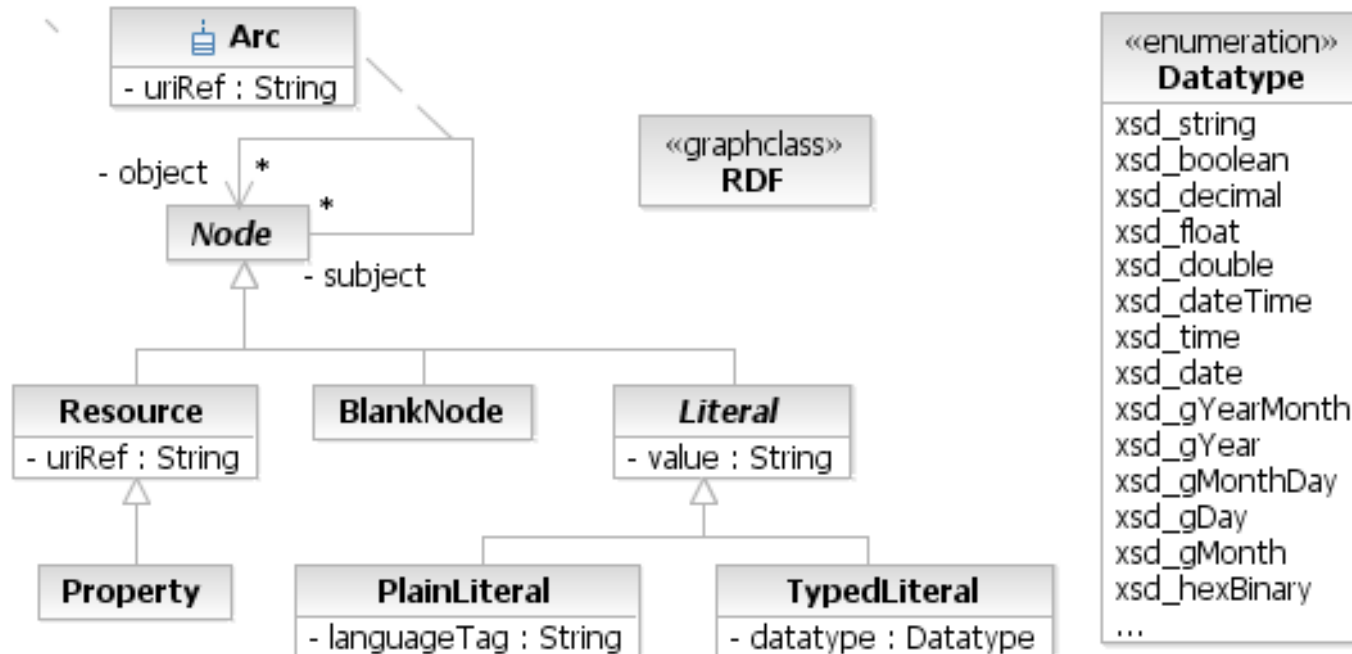 Arc
- uriRef : String
- object
*
*
Node
- subject
«graphclass»
RDF
Resource
- uriRef : String
BlankNode
Literal
- value : String
Property
PlainLiteral
- languageTag : String
TypedLiteral
- datatype : Datatype
«enumeration»
Datatype
xsd_string
xsd_boolean
xsd_decimal
xsd_float
xsd_double
xsd_dateTime
xsd_time
xsd_date
xsd_gYearMonth
xsd_gYear
xsd_gMonthDay
xsd_gDay
xsd_gMonth
xsd_hexBinary
...